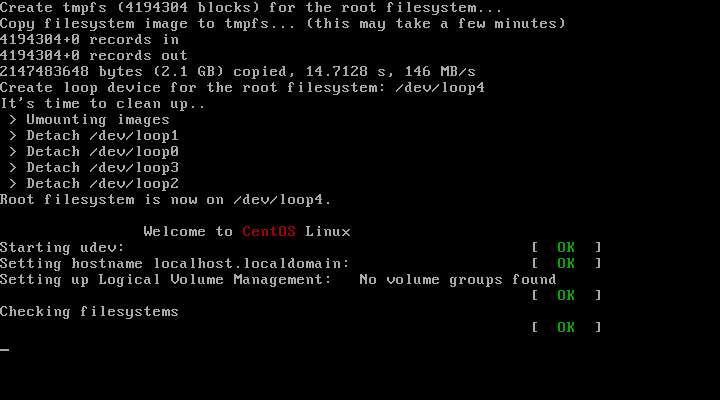 Create tmpfs (4194304 blocks) for the root filesystem...
Copy filesystem image to tmpfs... (this may take a few minutes)
4194304+0 records in
4194304+0 records out
2147483648 bytes (2.1 GB) copied, 14.7128 s, 146 MB/s
Create loop device for the root filesystem: /dev/loop4
It's time to clean up..
 > Umounting images
 > Detach /dev/loop1
 > Detach /dev/loop0
 > Detach /dev/loop3
 > Detach /dev/loop2
Root filesystem is now on /dev/loop4.
Welcome to CentOS Linux
Starting udev: [ OK ]
Setting hostname localhost.localdomain: [ OK ]
Setting up Logical Volume Management: No volume groups found
[ OK ]
Checking filesystems
[ OK ]